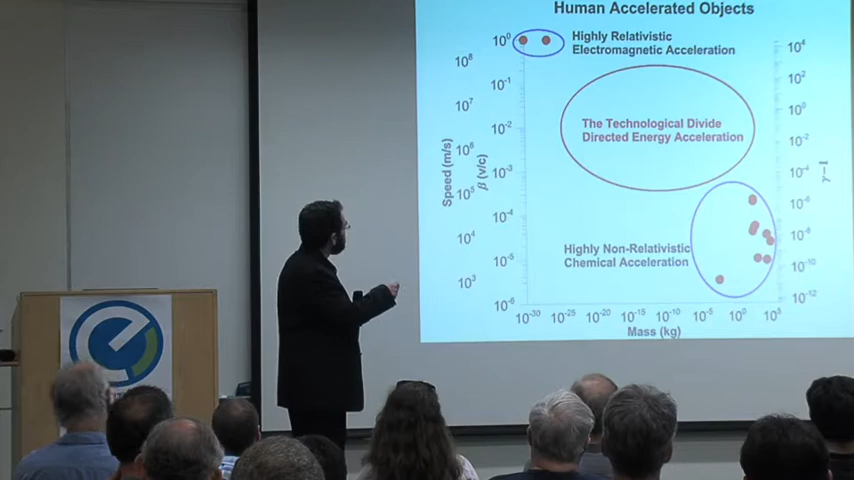 Human Accelerated Objects
Highly Relativistic
Electromagnetic Acceleration
The Technological Divide
Directed Energy Acceleration
Highly Non-Relativistic
Chemical Acceleration
Speed (m/s)
10⁸
10⁷
10⁶
10⁵
10⁴
10³
β (v/c)
10⁰
10⁻¹
10⁻²
10⁻³
10⁻⁴
10⁻⁵
10⁻⁶
10⁴
10²
10⁰
10⁻²
10⁻⁴
10⁻⁶
10⁻⁸
10⁻¹⁰
10⁻¹²
γ−1
10⁻³⁰ 10⁻²⁵ 10⁻²⁰ 10⁻¹⁵ 10⁻¹⁰ 10⁻⁵ 10⁰ 10⁵
Mass (kg)